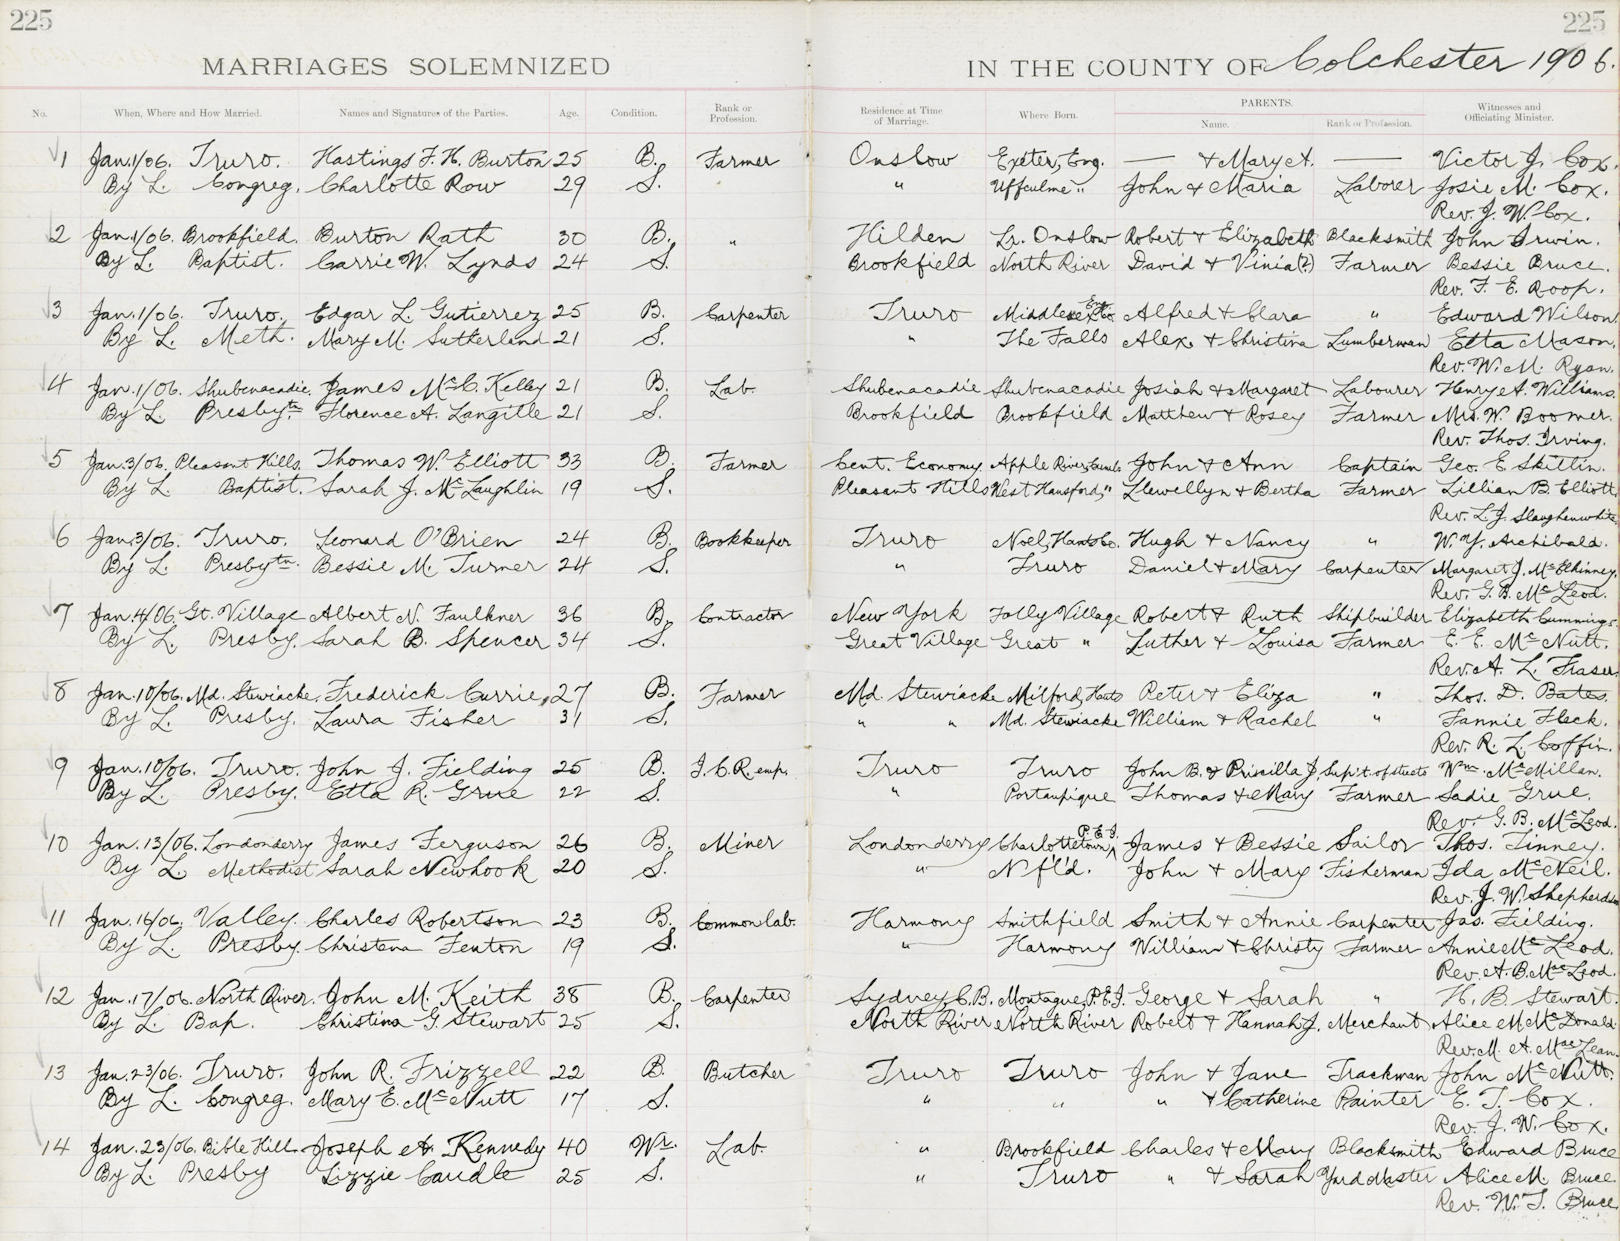 225
225
MARRIAGES SOLEMNIZED
IN THE COUNTY OF Colchester 1906.
No. When, Where and How Married. Names and Signatures of the Parties. Age. Condition. Rank or Profession. Residence at Time of Marriage. Where Born. PARENTS. Name. Rank or Profession. Witnesses and Officiating Minister.
1 Jan.1/06. Truro. Hastings F. H. Burton 25 B. Farmer Onslow Exeter, Eng. — & Mary A. — Victor J. Cox.
By L. Congreg. Charlotte Row 29 S. " Uffculme " John & Maria Laborer Josie M. Cox.
Rev. J. W. Cox.
2 Jan.1/06. Brookfield. Burton Rath 30 B. " Hilden Lr. Onslow Robert & Elizabeth Blacksmith John Irwin.
By L. Baptist. Carrie W. Lynds 24 S. Brookfield North River David & Vinia(?) Farmer Bessie Bruce.
Rev. F. E. Roop.
3 Jan.1/06. Truro. Edgar L. Gutierrez 25 B. Carpenter Truro Middlesex Co. Eng. Alfred & Clara " Edward Wilson.
By L. Meth. Mary M. Sutherland 21 S. " The Falls Alex. & Christina Lumberman Etta Mason.
Rev. W. M. Ryan.
4 Jan.1/06. Shubenacadie. James McC. Kelley 21 B. Lab. Shubenacadie Shubenacadie Josiah & Margaret Labourer Henry A. Williams.
By L. Presbytn. Florence A. Langille 21 S. Brookfield Brookfield Matthew & Rosey Farmer Mrs. W. Boomer.
Rev. Thos. Irving.
5 Jan.3/06. Pleasant Hills. Thomas W. Elliott 33 B. Farmer Cent. Economy Apple River, Cumb. John & Ann Captain Geo. E. Skillin.
By L. Baptist. Sarah J. McLaughlin 19 S. Pleasant Hills West Hansford, " Llewellyn & Bertha Farmer Lillian B. Elliott.
Rev. L. J. Slaughenwhite.
6 Jan.3/06. Truro. Leonard O'Brien 24 B. Bookkeeper Truro Noel, Hants Co. Hugh & Nancy " W. Y. Archibald.
By L. Presbytn. Bessie M. Turner 24 S. " Truro Daniel & Mary Carpenter Margaret J. McElhinney.
Rev. G. B. McLeod.
7 Jan.4/06. Gt. Village Albert N. Faulkner 36 B. Contractor New York Folly Village Robert & Ruth Shipbuilder Elizabeth Cummings.
By L. Presby. Sarah B. Spencer 34 S. Great Village Great " Luther & Louisa Farmer E. E. McNutt.
Rev. A. L. Fraser.
8 Jan.10/06. Md. Stewiacke. Frederick Currie, 27 B. Farmer Md. Stewiacke Milford, Hants Peter & Eliza " Thos. D. Bates.
By L. Presby. Laura Fisher 31 S. " " Md. Stewiacke William & Rachel " Fannie Fleck.
Rev. R. L. Coffin.
9 Jan.10/06. Truro. John J. Fielding 25 B. I.C.R. emp. Truro Truro John B. & Priscilla J. Sup't. of streets Wm. McMillan.
By L. Presby. Etta R. Grue 22 S. " Portaupique Thomas & Mary Farmer Sadie Grue.
Rev. G. B. McLeod.
10 Jan.13/06. Londonderry James Ferguson 26 B. Miner Londonderry Charlottetown, P.E.I. James & Bessie Sailor Thos. Finney.
By L. Methodist Sarah Newhook 20 S. " Nf'l'd. John & Mary Fisherman Ida McNeil.
Rev. J. W. Shepherdson
11 Jan.16/06. Valley. Charles Robertson 23 B. Common lab. Harmony Smithfield Smith & Annie Carpenter Jas. Fielding.
By L. Presby. Christena Fenton 19 S. " Harmony William & Christy Farmer Annie McLeod.
Rev. A. B. MacLeod.
12 Jan.17/06. North River. John M. Keith 38 B. Carpenter Sydney, C.B. Montague, P.E.I. George & Sarah " H. B. Stewart.
By L. Bap. Christina G. Stewart 25 S. North River North River Robert & Hannah J. Merchant Alice M McDonald.
Rev. M. A. MacLean.
13 Jan.23/06. Truro. John R. Frizzell 22 B. Butcher Truro Truro John & Jane Trackman John McNutt.
By L. Congreg. Mary E. McNutt 17 S. " " " & Catherine Painter E. T. Cox.
Rev. J. W. Cox.
14 Jan.23/06. Bible Hill. Joseph A. Kennedy 40 Wr. Lab. " Brookfield Charles & Mary Blacksmith Edward Bruce
By L. Presby Lizzie Caudle 25 S. " Truro " & Sarah Yard Master Alice M. Bruce.
Rev. W. T. Bruce.